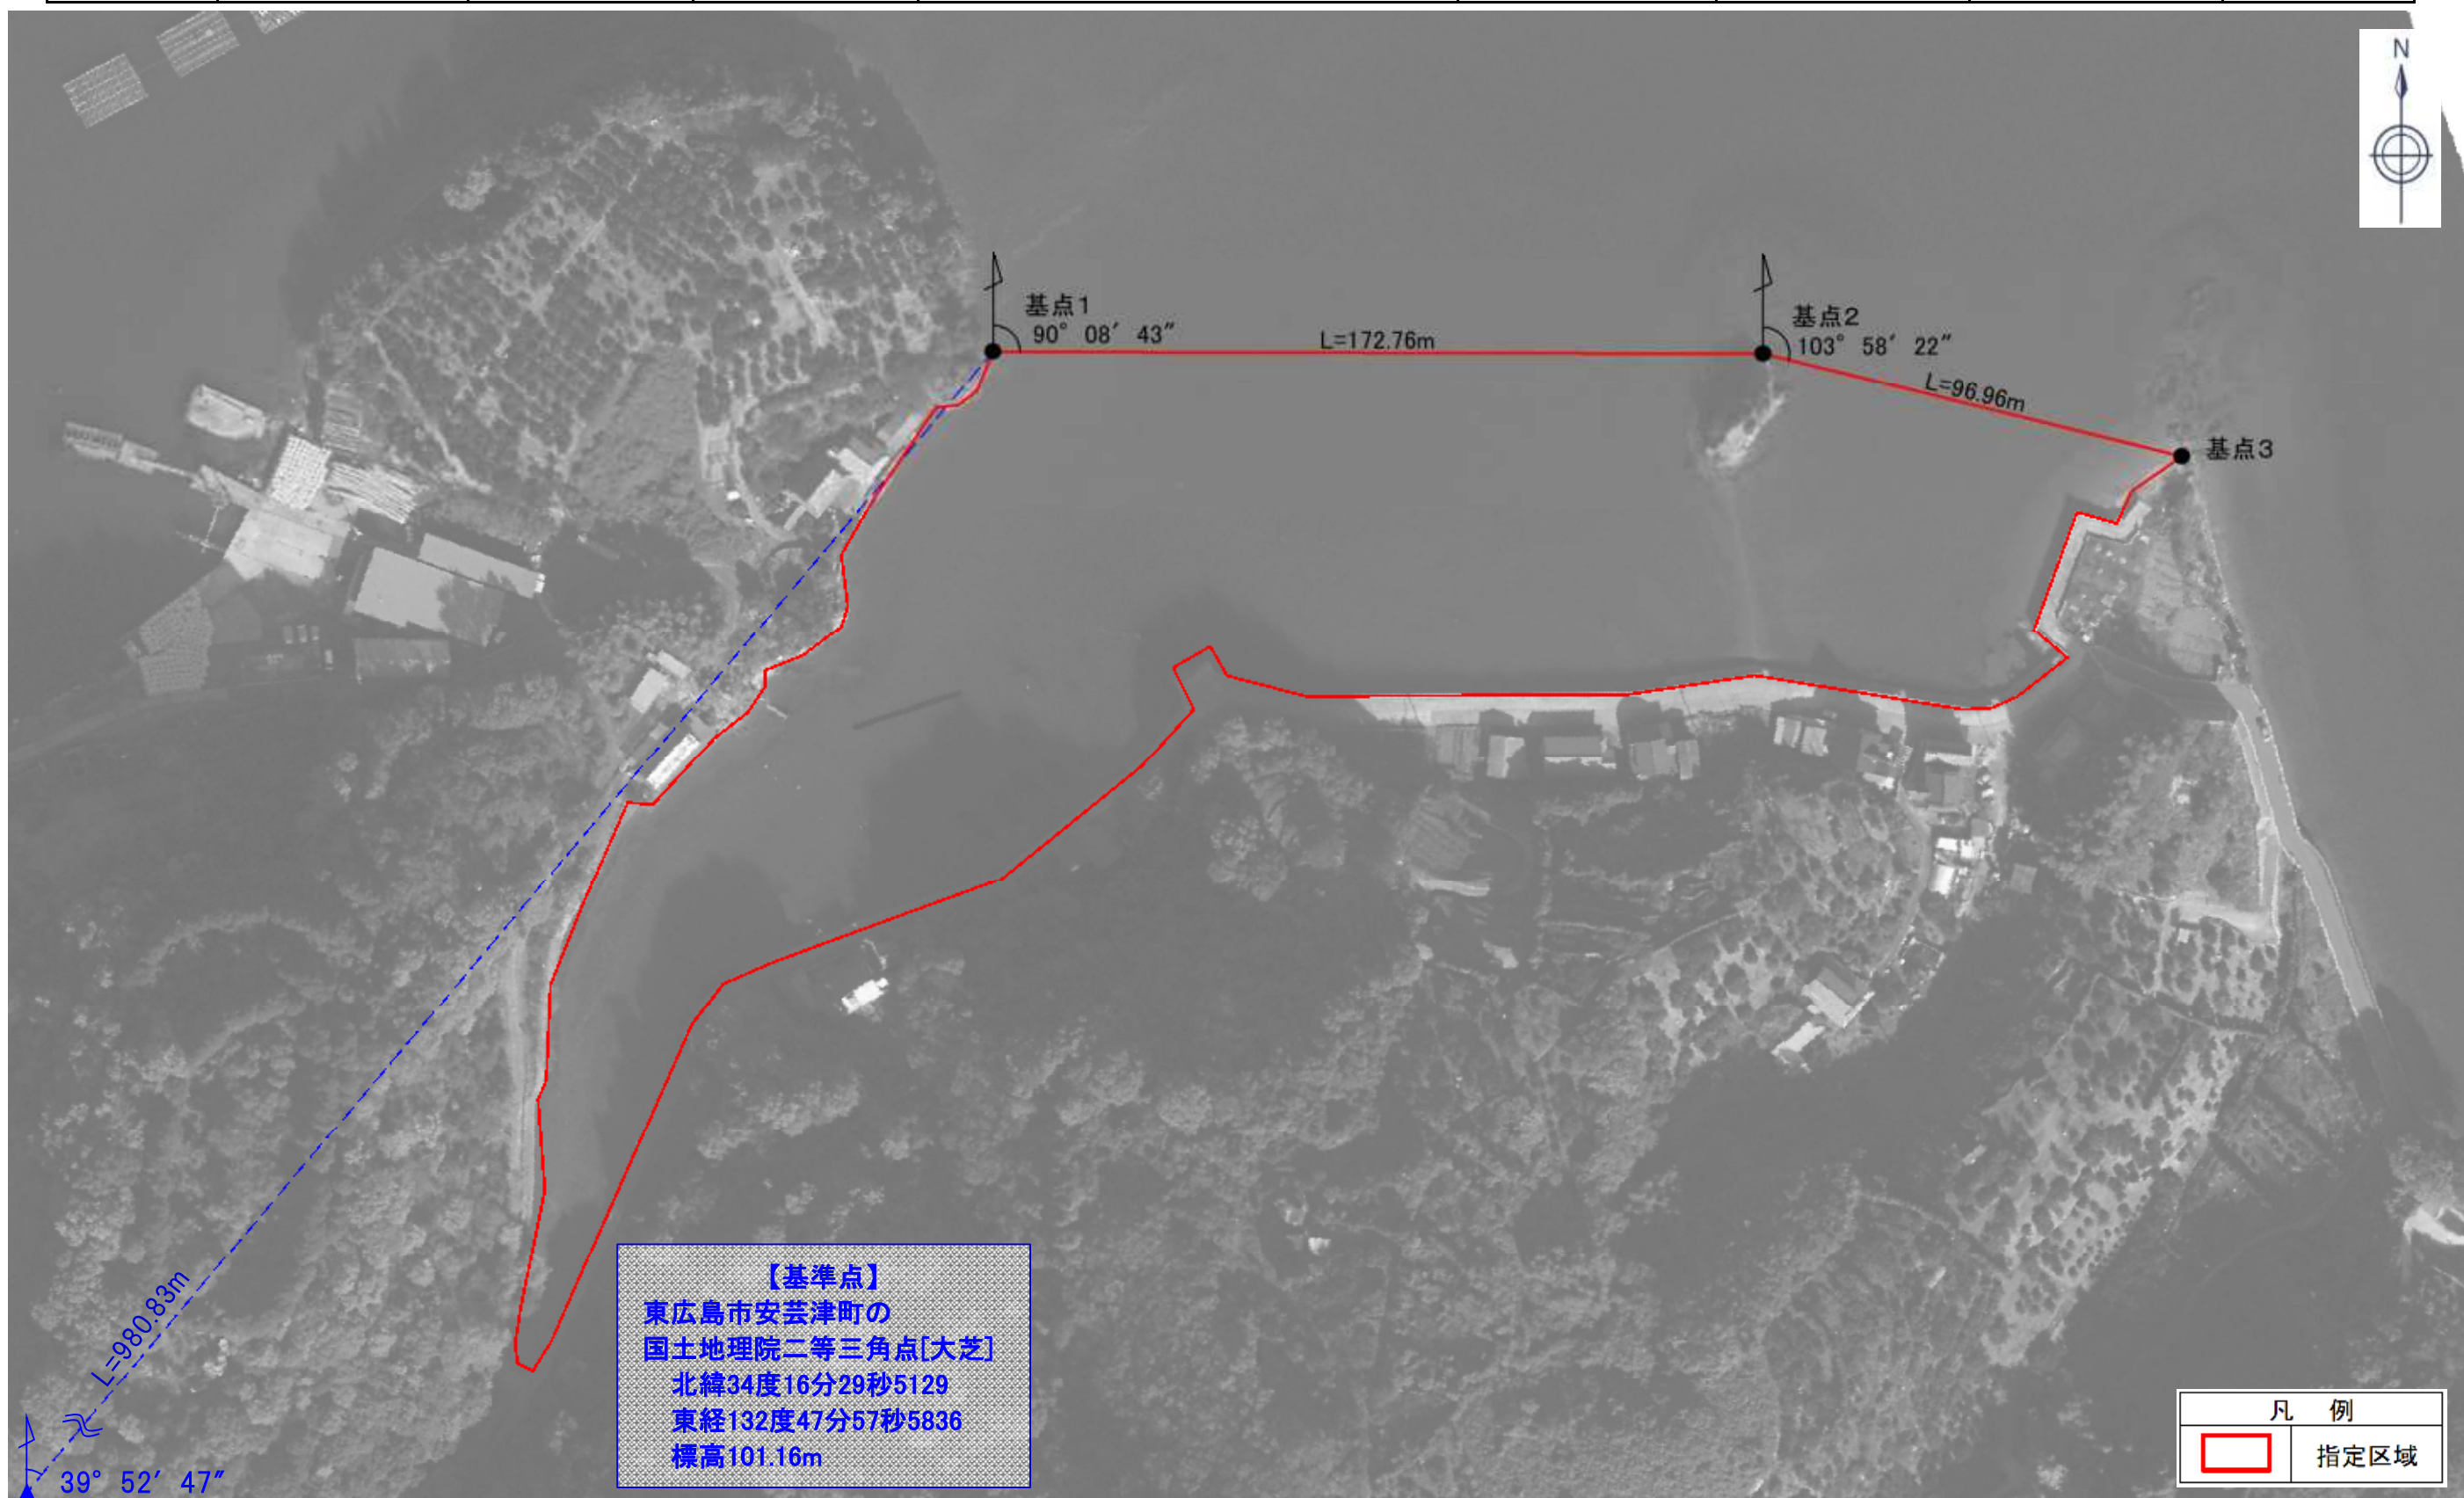 N
基点1
90° 08′ 43″
L=172.76m
基点2
103° 58′ 22″
L=96.96m
基点3
【基準点】
東広島市安芸津町の
国土地理院二等三角点[大芝]
北緯34度16分29秒5129
東経132度47分57秒5836
標高101.16m
L=980.83m
39° 52′ 47″
凡 例
指定区域